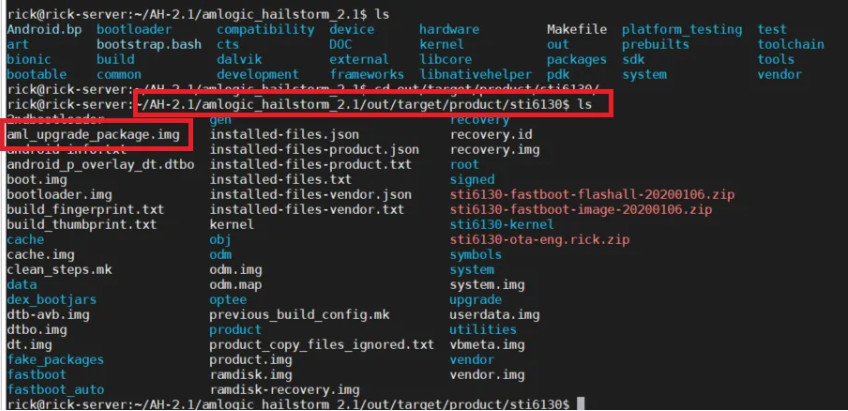 rick@rick-server:~/AH-2.1/amlogic_hailstorm_2.1$ ls
Android.bp bootloader compatibility device hardware Makefile platform_testing test
art bootstrap.bash cts DOC kernel out prebuilts toolchain
bionic build dalvik external libcore packages sdk tools
bootable common development frameworks libnativehelper pdk system vendor
rick@rick-server:~/AH-2.1/amlogic_hailstorm_2.1$ cd out/target/product/sti6130/
rick@rick-server:~/AH-2.1/amlogic_hailstorm_2.1/out/target/product/sti6130$ ls
2ndbootloader gen recovery
aml_upgrade_package.img installed-files.json recovery.id
android-info.txt installed-files-product.json recovery.img
android_p_overlay_dt.dtbo installed-files-product.txt root
boot.img installed-files.txt signed
bootloader.img installed-files-vendor.json sti6130-fastboot-flashall-20200106.zip
build_fingerprint.txt installed-files-vendor.txt sti6130-fastboot-image-20200106.zip
build_thumbprint.txt kernel sti6130-kernel
cache obj sti6130-ota-eng.rick.zip
cache.img odm symbols
clean_steps.mk odm.img system
data odm.map system.img
dex_bootjars optee upgrade
dtb-avb.img previous_build_config.mk userdata.img
dtbo.img product utilities
dt.img product_copy_files_ignored.txt vbmeta.img
fake_packages product.img vendor
fastboot ramdisk.img vendor.img
fastboot_auto ramdisk-recovery.img
rick@rick-server:~/AH-2.1/amlogic_hailstorm_2.1/out/target/product/sti6130$